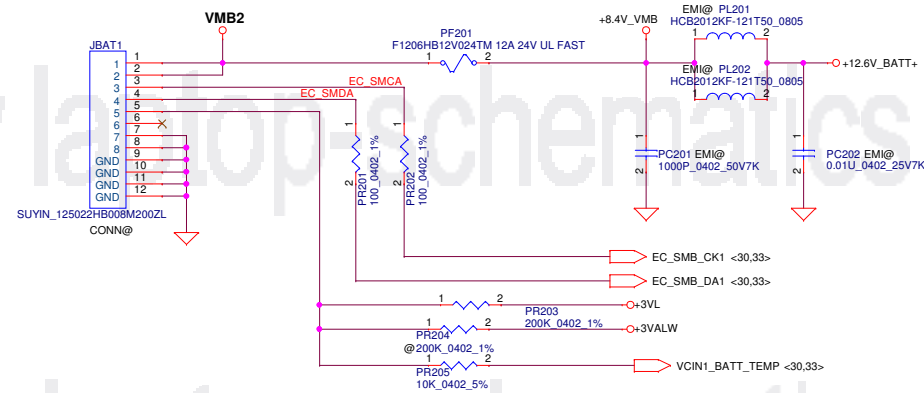 VMB2
EMI@ PL201
HCB2012KF-121T50_0805
+8.4V_VMB
PF201
F1206HB12V024TM 12A 24V UL FAST
JBAT1
1 2
1 2
1 1
2 2
3 3
4 4
5 5
6 6
7 7
8 8
GND 9
GND 10
GND 11
GND 12
EC_SMCA
EC_SMDA
+12.6V_BATT+
EMI@ PL202
HCB2012KF-121T50_0805
1 2
1
2
PR201
100_0402_1%
1
2
PR202
100_0402_1%
1
2
PC201 EMI@
1000P_0402_50V7K
1
2
PC202 EMI@
0.01U_0402_25V7K
SUYIN_125022HB008M200ZL
CONN@
EC_SMB_CK1 <30,33>
EC_SMB_DA1 <30,33>
1 2
+3VL
PR203
200K_0402_1%
1 2
+3VALW
PR204
@200K_0402_1%
1 2
VCIN1_BATT_TEMP <30,33>
PR205
10K_0402_5%
laptop-schematics